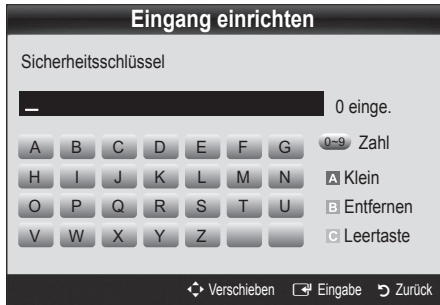 Eingang einrichten
Sicherheitsschlüssel
_ 0 einge.
A B C D E F G 0~9 Zahl
H I J K L M N A Klein
O P Q R S T U B Entfernen
V W X Y Z C Leertaste
Verschieben Eingabe Zurück